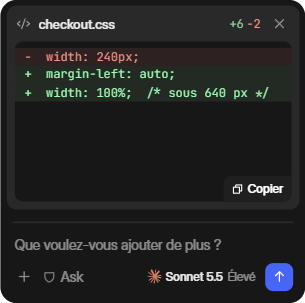 </> checkout.css +6 -2
- width: 240px;
+ margin-left: auto;
+ width: 100%; /* sous 640 px */
Copier
Que voulez-vous ajouter de plus ?
Ask Sonnet 5.5 Élevé